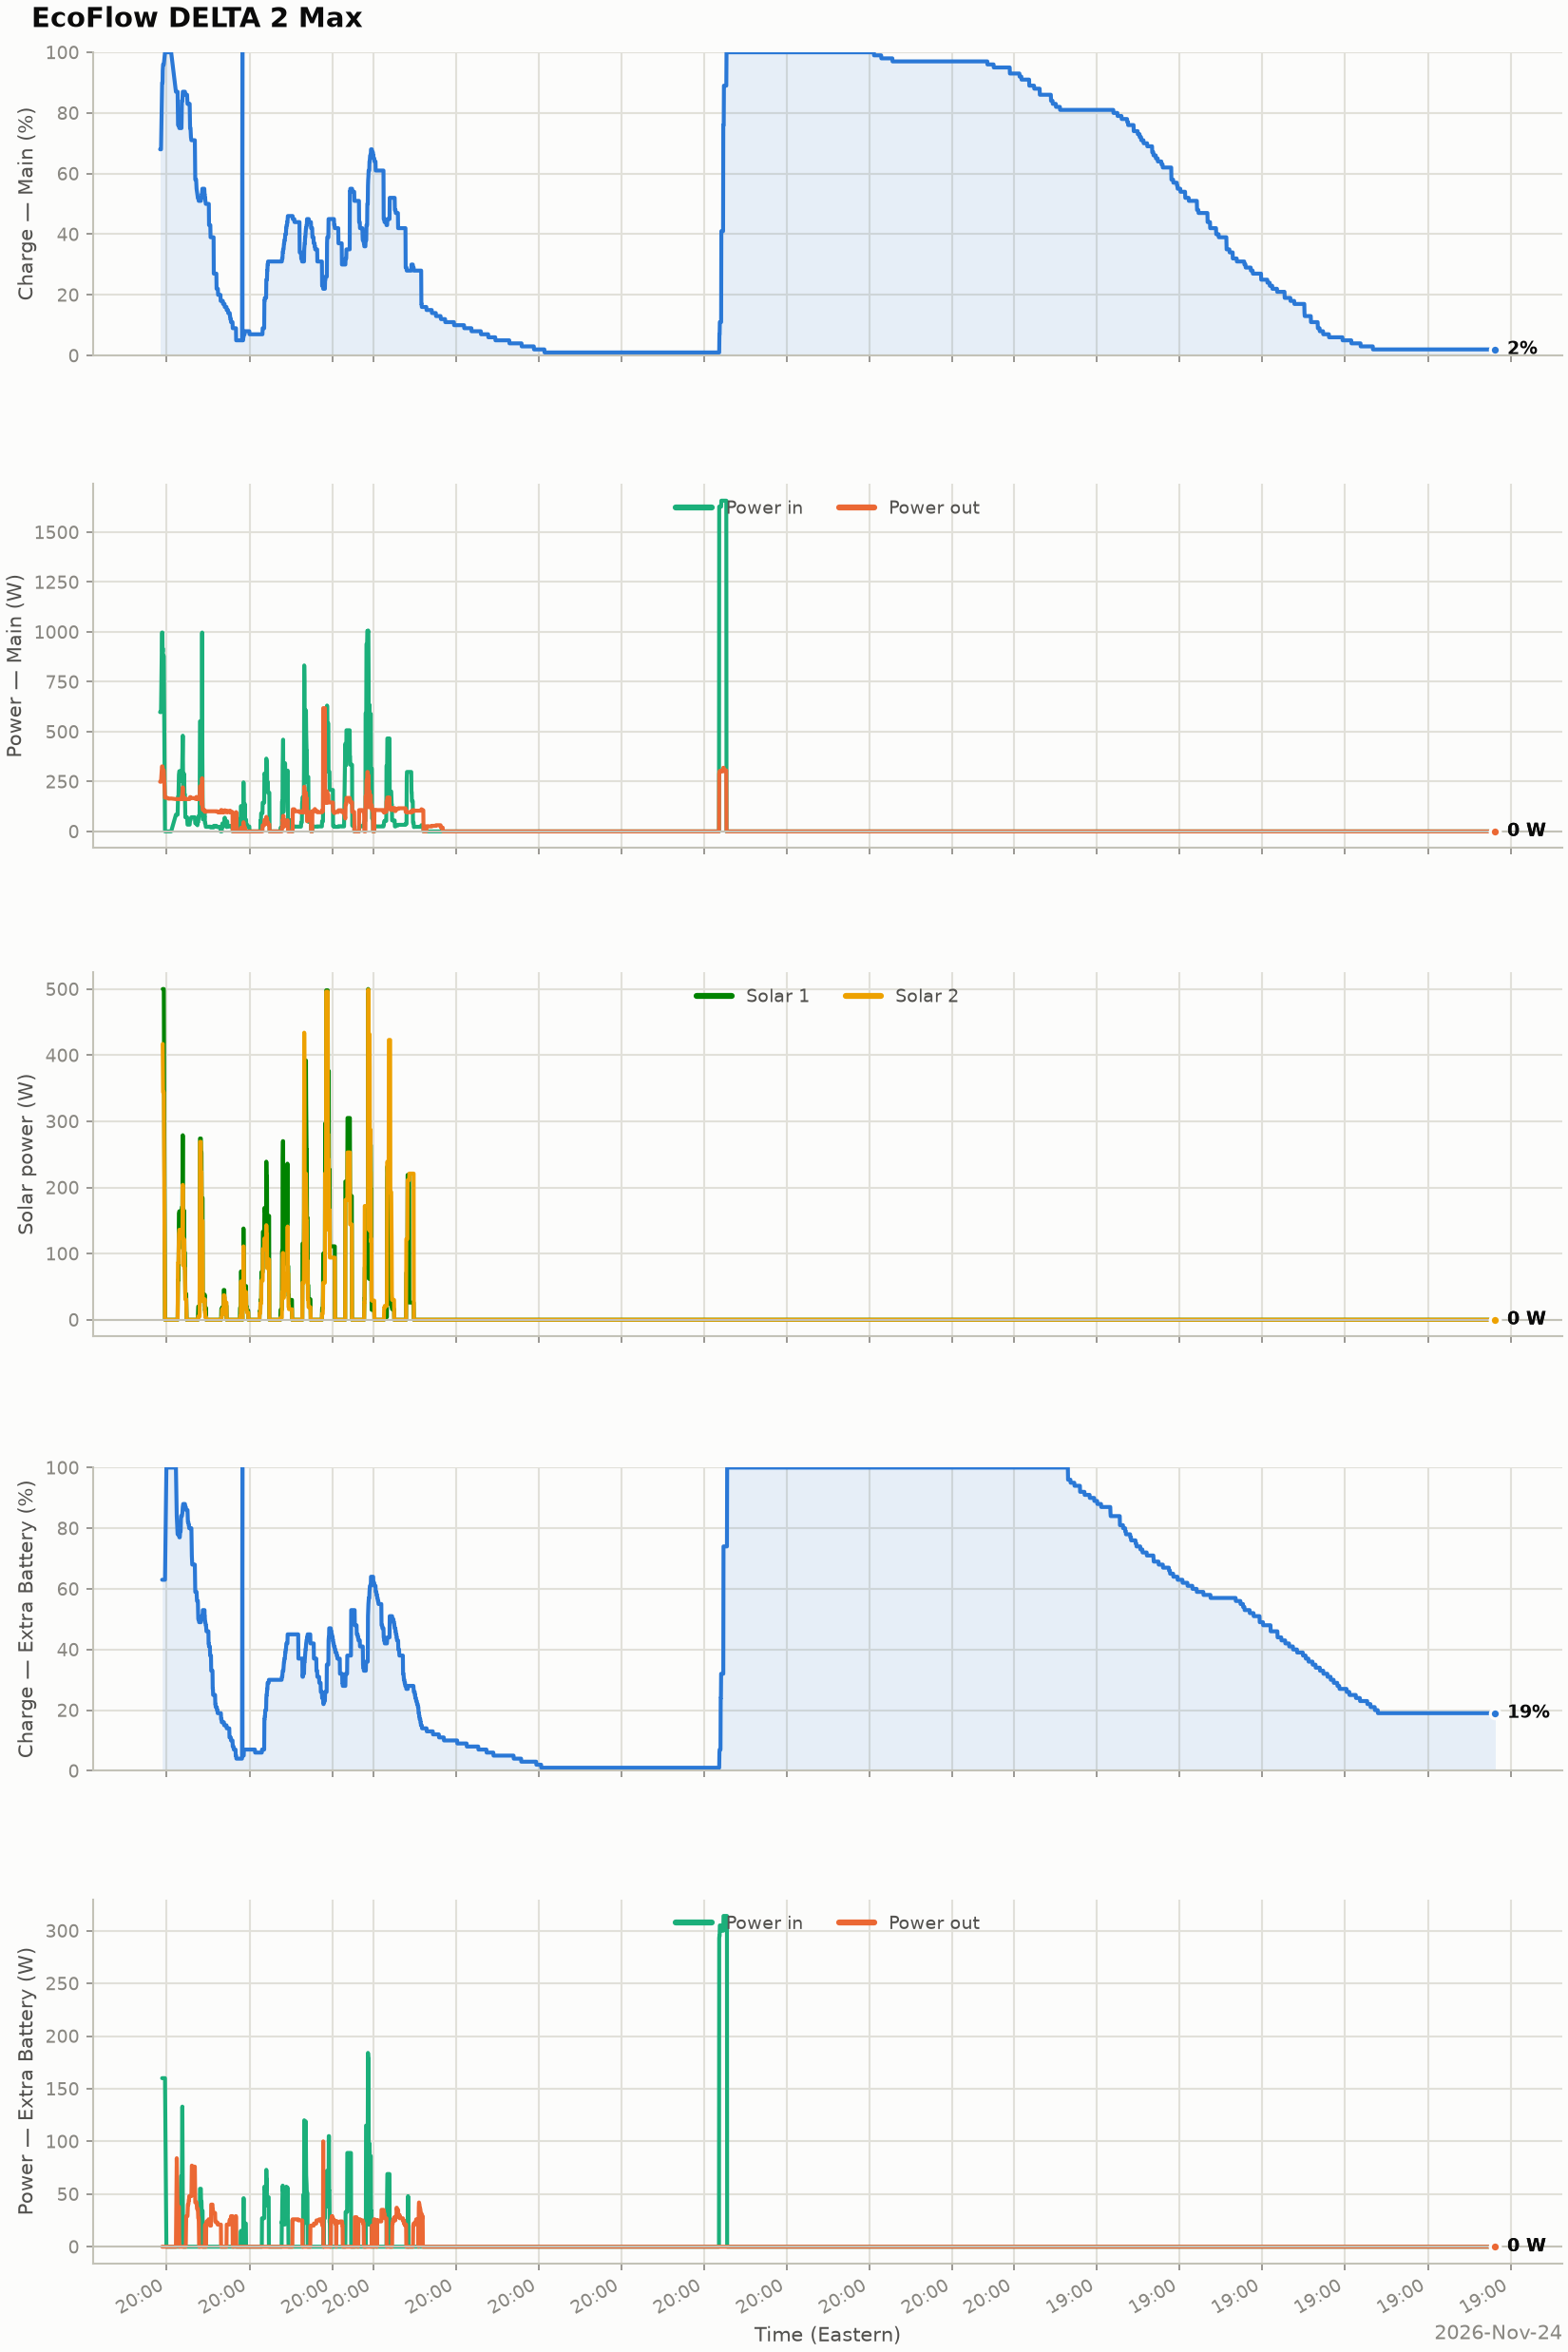 EcoFlow DELTA 2 Max
Charge — Main (%)
100
80
60
40
20
0
2%
Power — Main (W)
Power in
Power out
1500
1250
1000
750
500
250
0
0 W
Solar power (W)
Solar 1
Solar 2
500
400
300
200
100
0
0 W
Charge — Extra Battery (%)
100
80
60
40
20
0
19%
Power — Extra Battery (W)
Power in
Power out
300
250
200
150
100
50
0
0 W
20:00 20:00 20:00 20:00 20:00 20:00 20:00 20:00 20:00 20:00 20:00 20:00 19:00 19:00 19:00 19:00 19:00 19:00
Time (Eastern)
2026-Nov-24